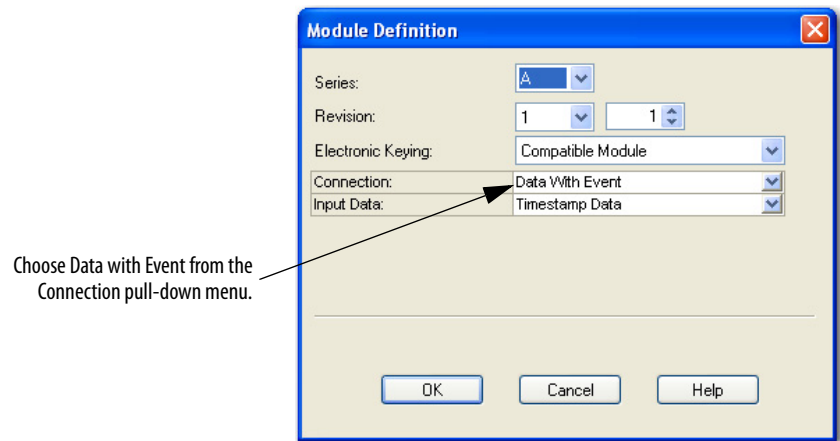 Module Definition
Series: A
Revision: 1 1
Electronic Keying: Compatible Module
Connection: Data With Event
Input Data: Timestamp Data
Choose Data with Event from the
Connection pull-down menu.
OK Cancel Help